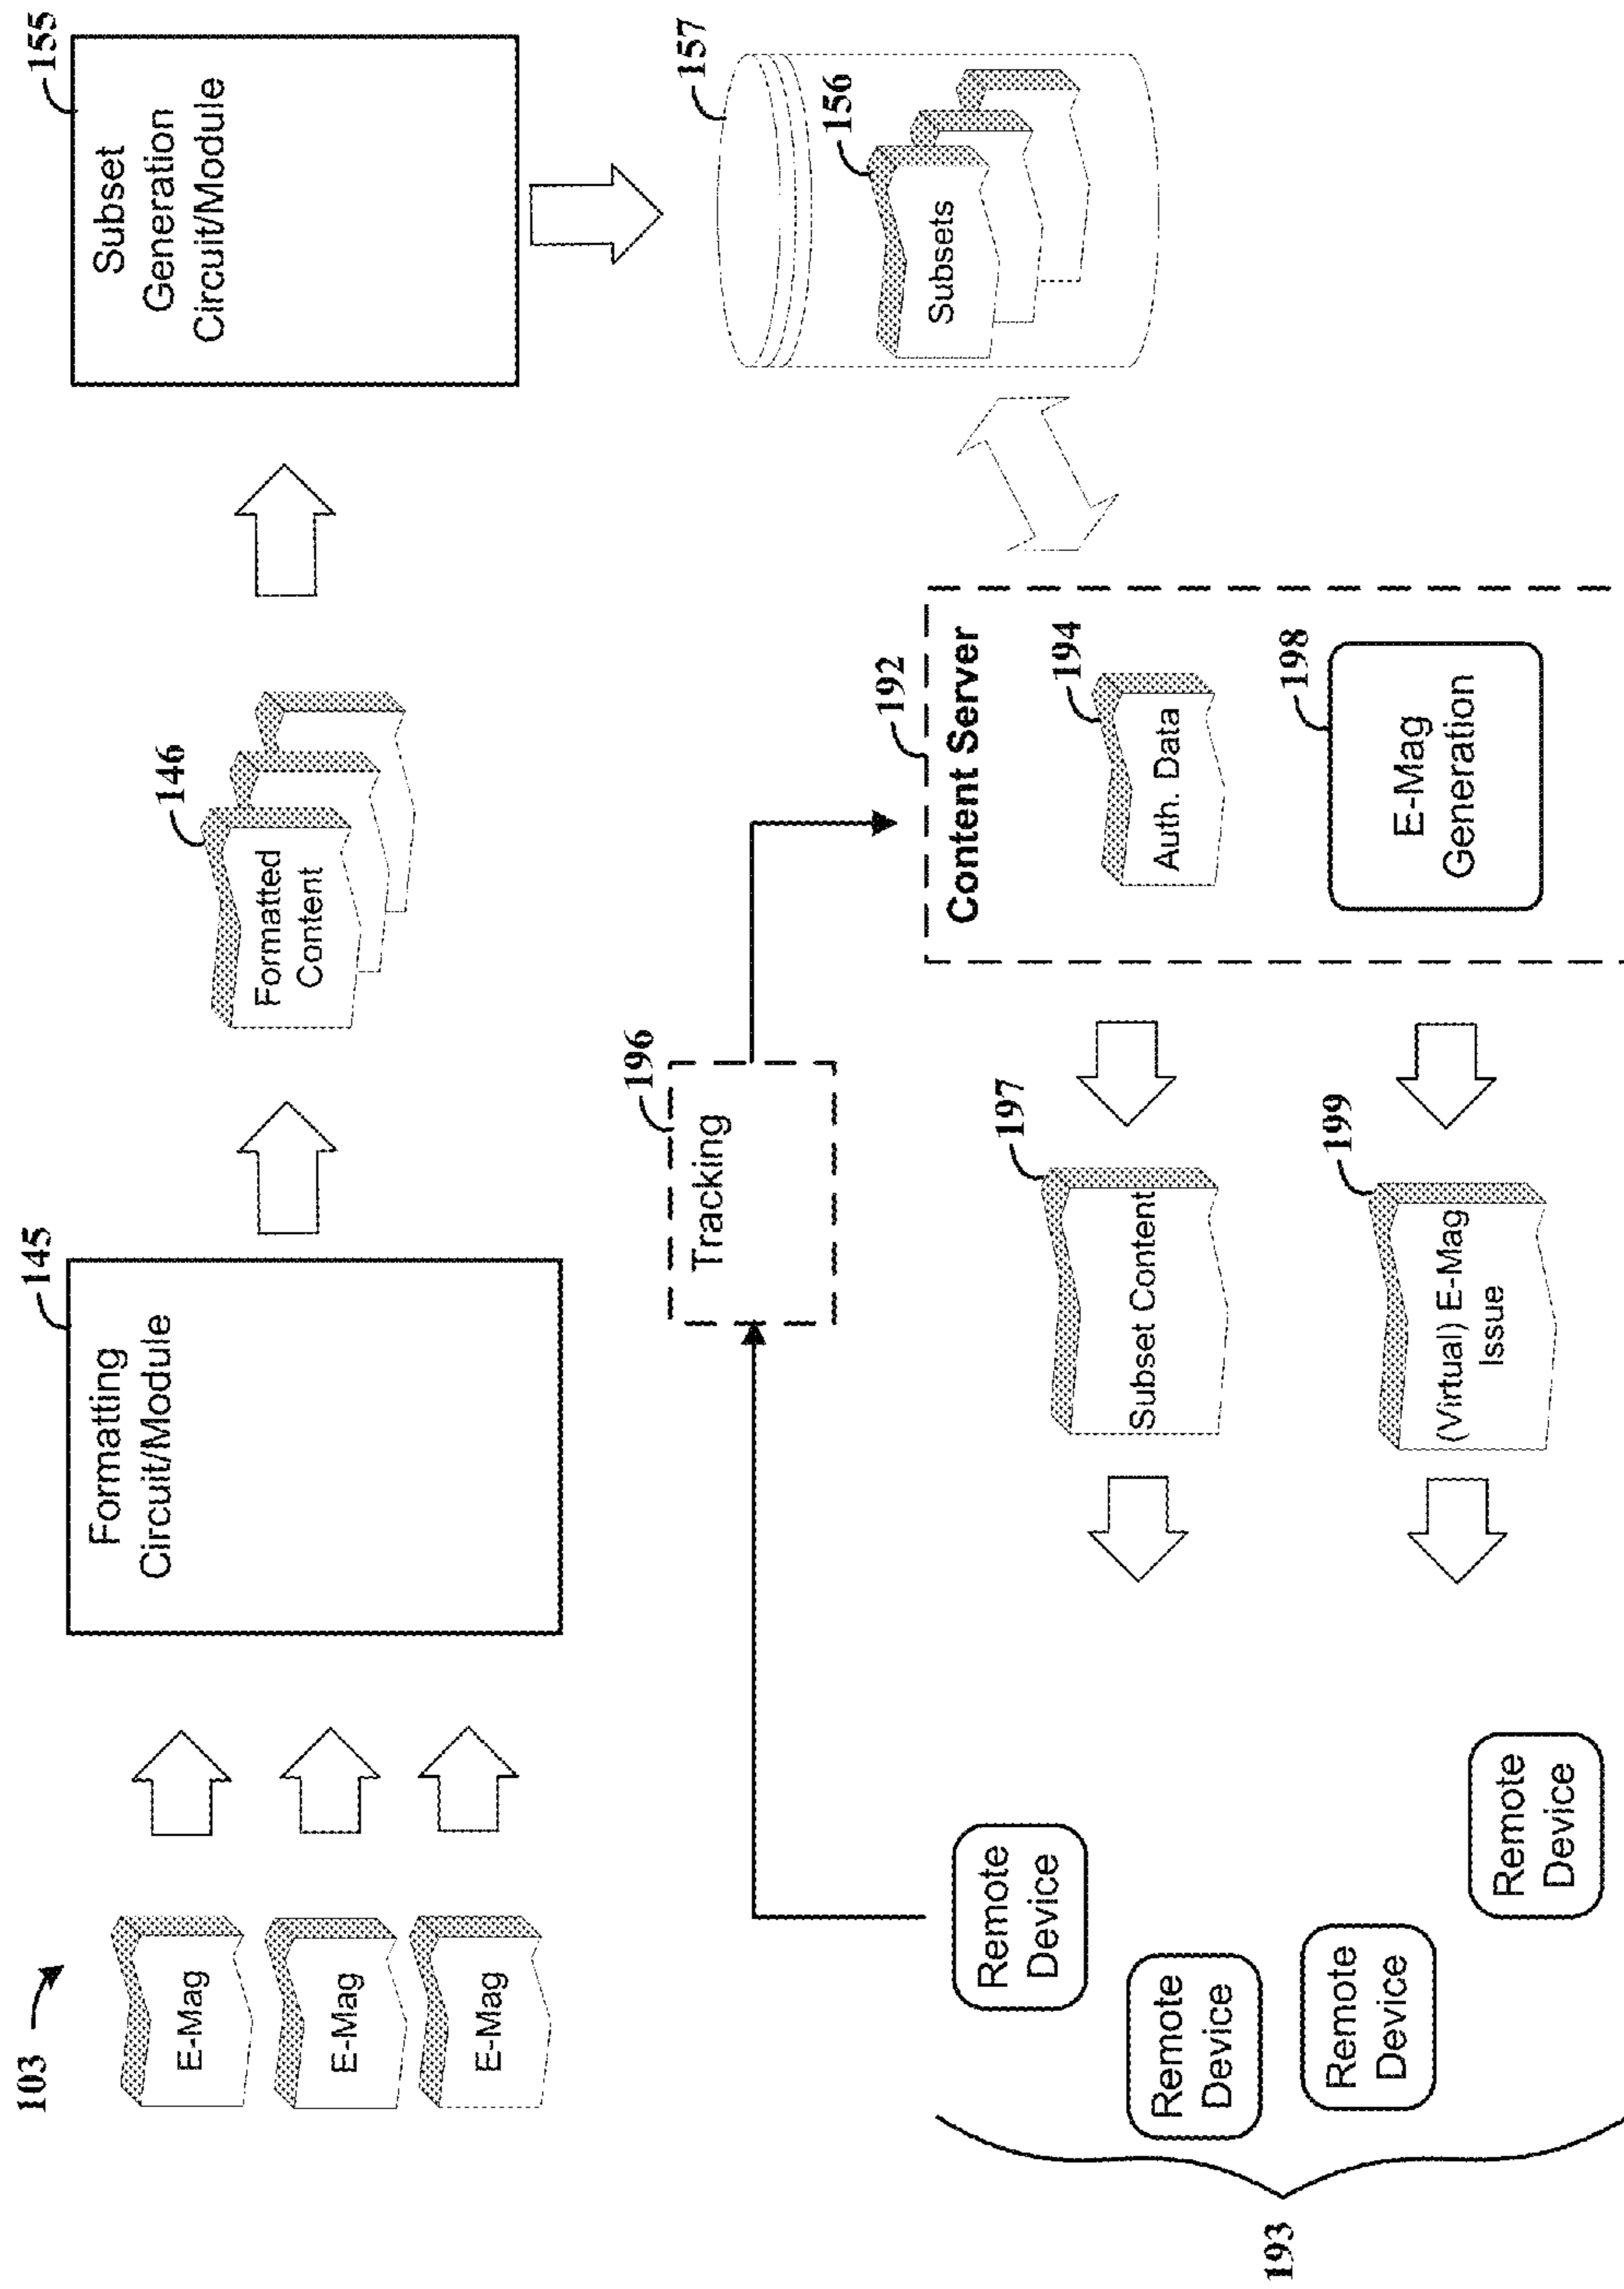 103
E-Mag
E-Mag
E-Mag
145
Formatting
Circuit/Module
146
Formatted
Content
155
Subset
Generation
Circuit/Module
157
156
Subsets
196
Tracking
192
Content Server
194
Auth. Data
198
E-Mag
Generation
197
Subset Content
199
(Virtual) E-Mag
Issue
Remote
Device
Remote
Device
Remote
Device
Remote
Device
193